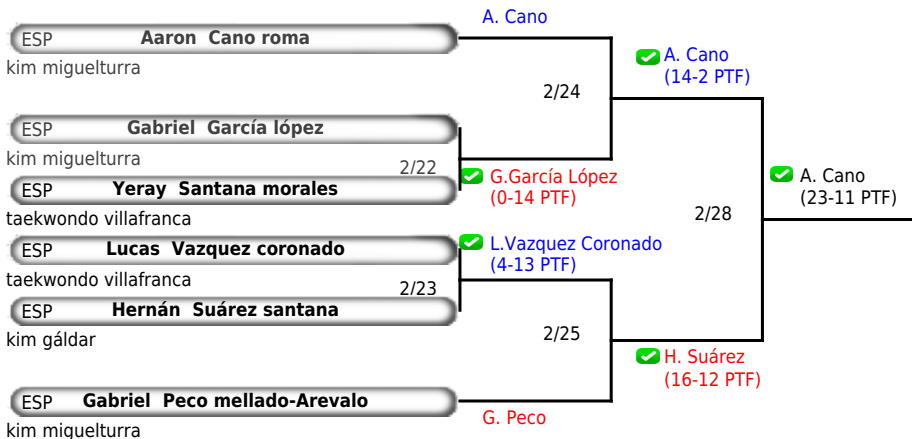 A. Cano
ESP Aaron Cano roma
kim miguelturra
A. Cano
(14-2 PTF)
2/24
ESP Gabriel García lópez
kim miguelturra
2/22
G.García López
(0-14 PTF)
A. Cano
(23-11 PTF)
ESP Yeray Santana morales
taekwondo villafranca
2/28
ESP Lucas Vazquez coronado
L.Vazquez Coronado
(4-13 PTF)
taekwondo villafranca
2/23
ESP Hernán Suárez santana
kim gáldar
2/25
H. Suárez
(16-12 PTF)
ESP Gabriel Peco mellado-Arevalo
G. Peco
kim miguelturra